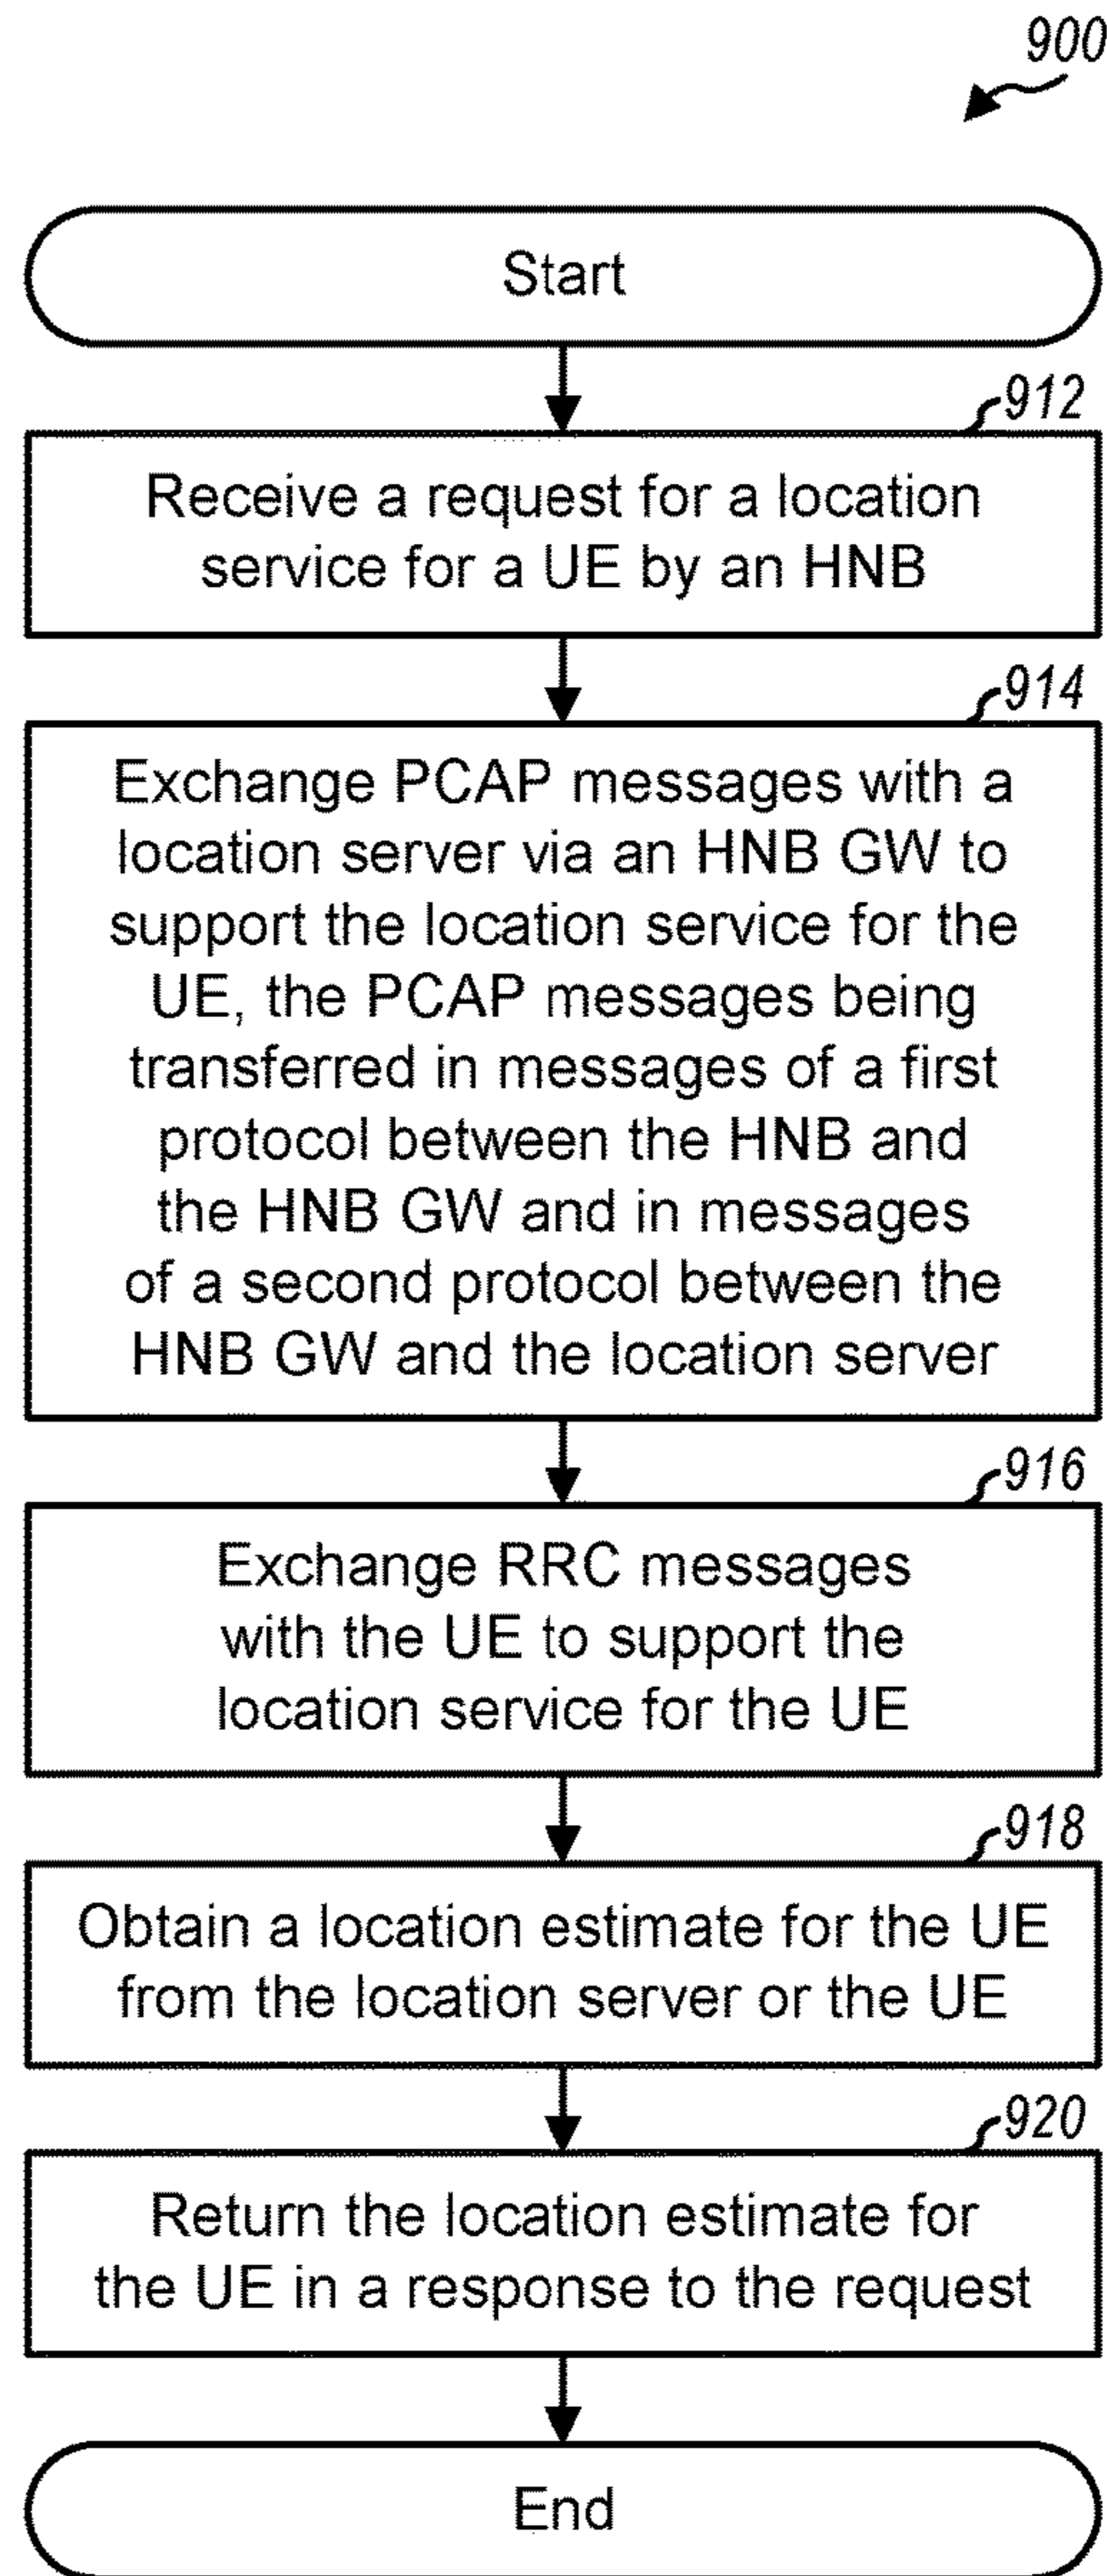 900
Start
912
Receive a request for a location
service for a UE by an HNB
914
Exchange PCAP messages with a
location server via an HNB GW to
support the location service for the
UE, the PCAP messages being
transferred in messages of a first
protocol between the HNB and
the HNB GW and in messages
of a second protocol between the
HNB GW and the location server
916
Exchange RRC messages
with the UE to support the
location service for the UE
918
Obtain a location estimate for the UE
from the location server or the UE
920
Return the location estimate for
the UE in a response to the request
End